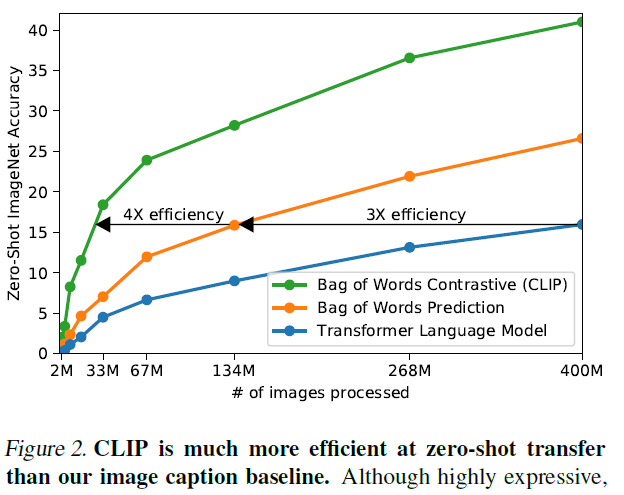 40
35
30
25
20
15
10
5
0
Zero-Shot ImageNet Accuracy
4X efficiency
3X efficiency
Bag of Words Contrastive (CLIP)
Bag of Words Prediction
Transformer Language Model
2M 33M 67M 134M 268M 400M
# of images processed
Figure 2. CLIP is much more efficient at zero-shot transfer
than our image caption baseline. Although highly expressive,